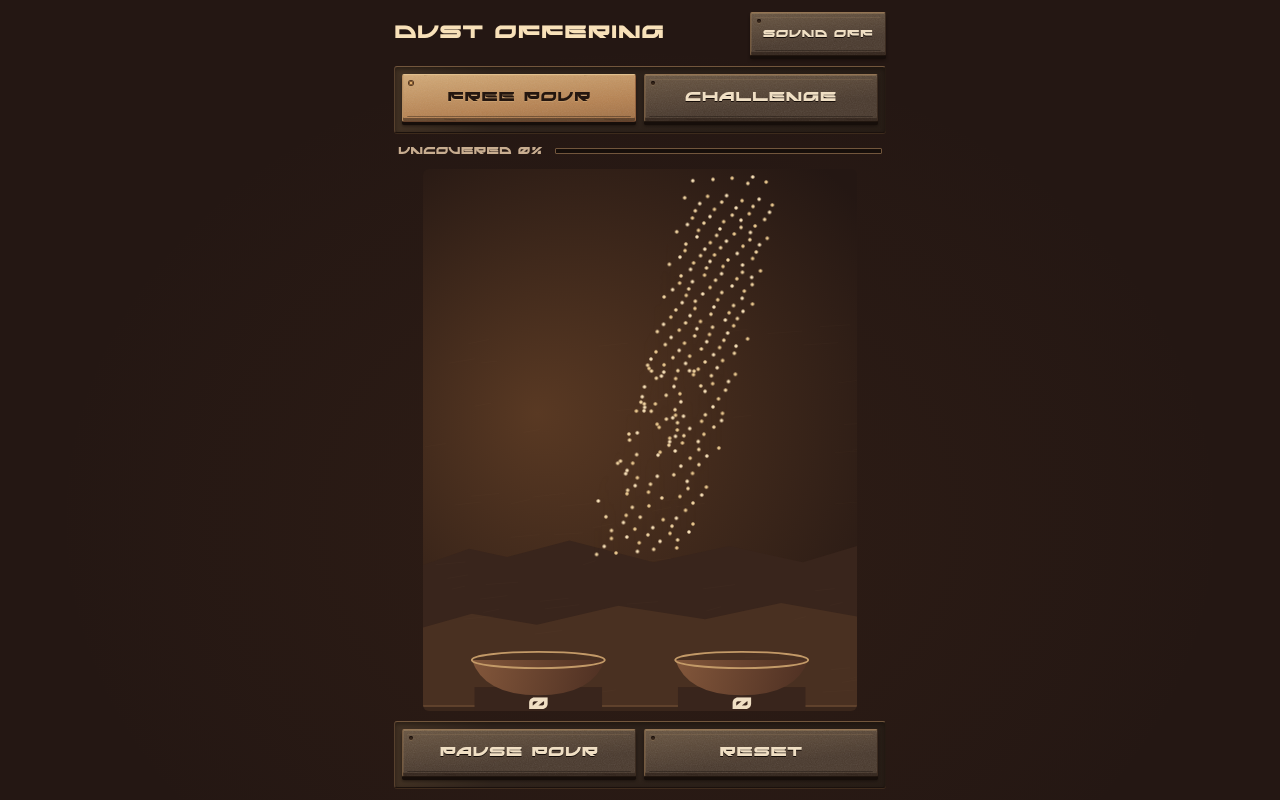 DUST OFFERING
SOUND OFF
FREE POUR
CHALLENGE
UNCOVERED 0%
0
0
PAUSE POUR
RESET